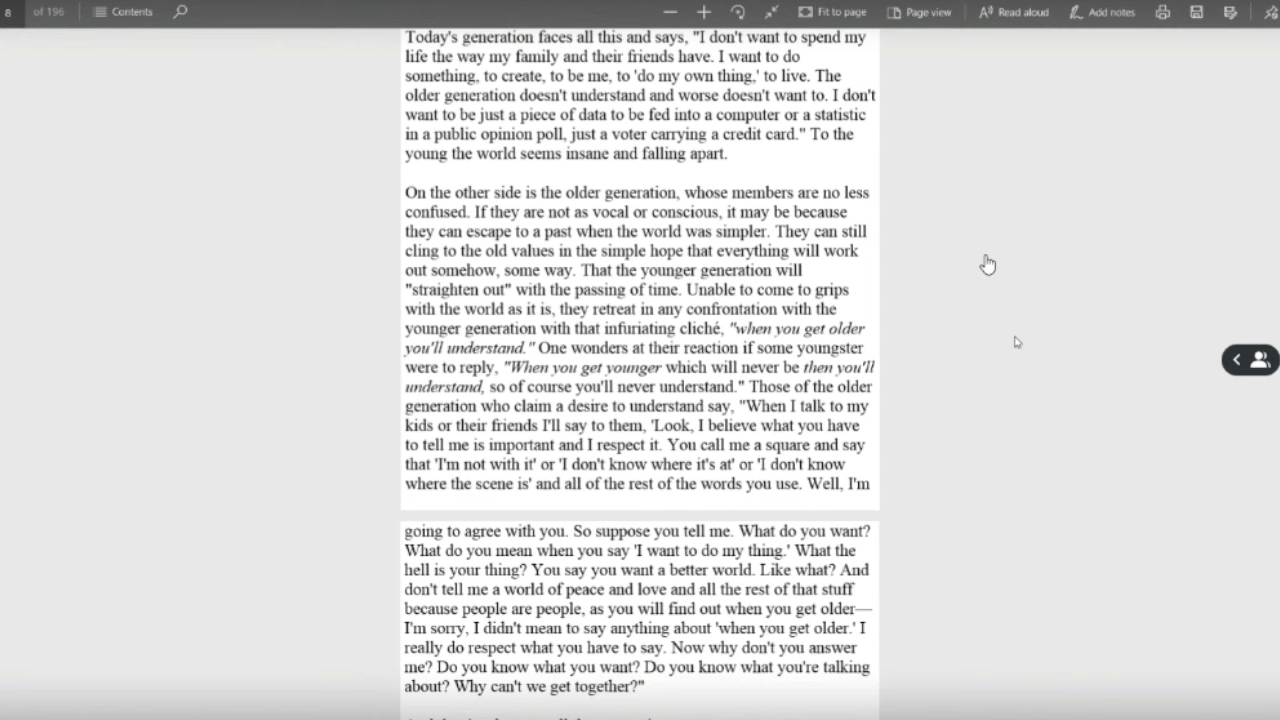 8 of 196 Contents Fit to page Page view Read aloud Add notes
Today's generation faces all this and says, "I don't want to spend my
life the way my family and their friends have. I want to do
something, to create, to be me, to 'do my own thing,' to live. The
older generation doesn't understand and worse doesn't want to. I don't
want to be just a piece of data to be fed into a computer or a statistic
in a public opinion poll, just a voter carrying a credit card." To the
young the world seems insane and falling apart.
On the other side is the older generation, whose members are no less
confused. If they are not as vocal or conscious, it may be because
they can escape to a past when the world was simpler. They can still
cling to the old values in the simple hope that everything will work
out somehow, some way. That the younger generation will
"straighten out" with the passing of time. Unable to come to grips
with the world as it is, they retreat in any confrontation with the
younger generation with that infuriating cliché, "when you get older
you'll understand." One wonders at their reaction if some youngster
were to reply, "When you get younger which will never be then you'll
understand, so of course you'll never understand." Those of the older
generation who claim a desire to understand say, "When I talk to my
kids or their friends I'll say to them, 'Look, I believe what you have
to tell me is important and I respect it. You call me a square and say
that 'I'm not with it' or 'I don't know where it's at' or 'I don't know
where the scene is' and all of the rest of the words you use. Well, I'm
going to agree with you. So suppose you tell me. What do you want?
What do you mean when you say 'I want to do my thing.' What the
hell is your thing? You say you want a better world. Like what? And
don't tell me a world of peace and love and all the rest of that stuff
because people are people, as you will find out when you get older—
I'm sorry, I didn't mean to say anything about 'when you get older.' I
really do respect what you have to say. Now why don't you answer
me? Do you know what you want? Do you know what you're talking
about? Why can't we get together?"